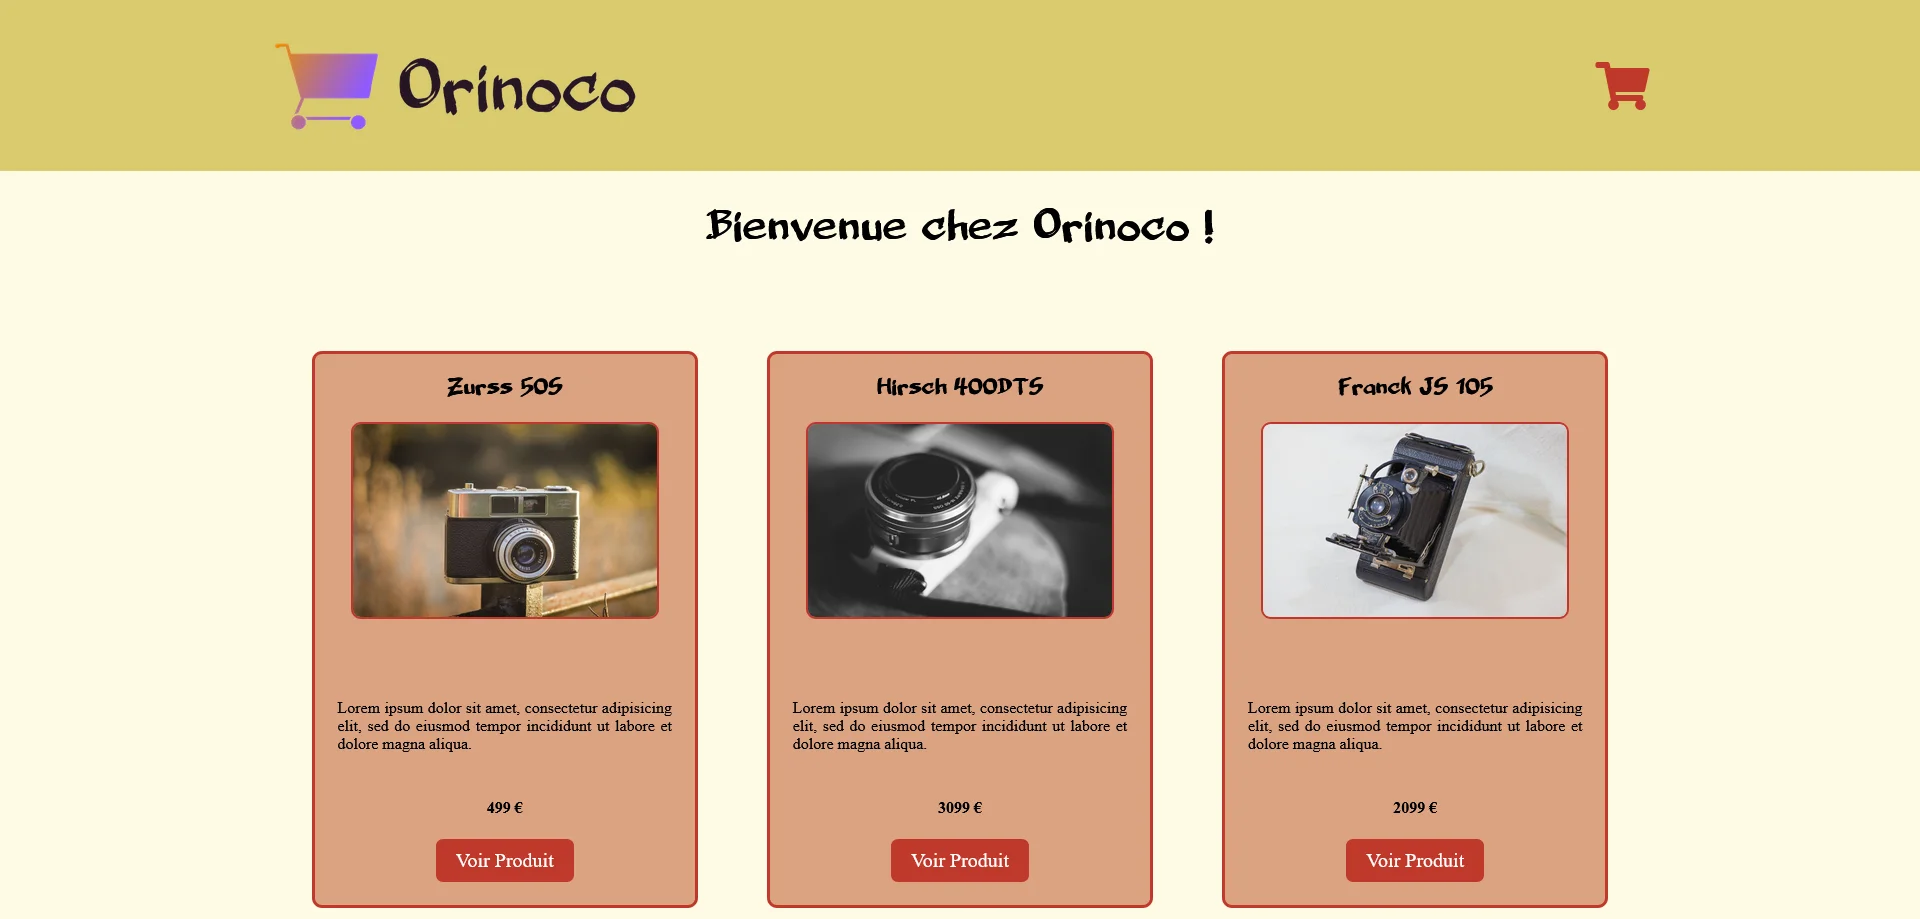 Orinoco
Bienvenue chez Orinoco !
Zurss 50S
Lorem ipsum dolor sit amet, consectetur adipisicing
elit, sed do eiusmod tempor incididunt ut labore et
dolore magna aliqua.
499 €
Voir Produit
Hirsch 400DTS
Lorem ipsum dolor sit amet, consectetur adipisicing
elit, sed do eiusmod tempor incididunt ut labore et
dolore magna aliqua.
3099 €
Voir Produit
Franck JS 105
Lorem ipsum dolor sit amet, consectetur adipisicing
elit, sed do eiusmod tempor incididunt ut labore et
dolore magna aliqua.
2099 €
Voir Produit